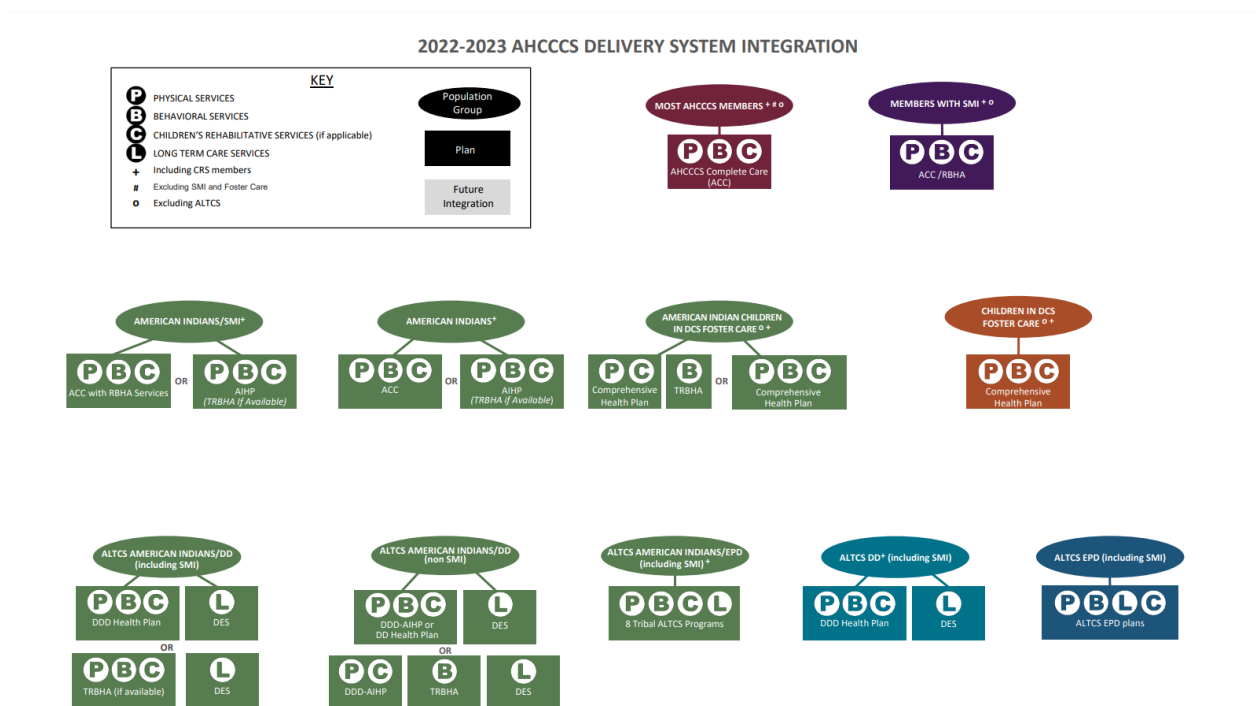 2022-2023 AHCCCS DELIVERY SYSTEM INTEGRATION
KEY
P PHYSICAL SERVICES
B BEHAVIORAL SERVICES
C CHILDREN'S REHABILITATIVE SERVICES (if applicable)
L LONG TERM CARE SERVICES
+ Including CRS members
# Excluding SMI and Foster Care
o Excluding ALTCS
Population
Group
Plan
Future
Integration
MOST AHCCCS MEMBERS + # o
P B C
AHCCCS Complete Care
(ACC)
MEMBERS WITH SMI + o
P B C
ACC /RBHA
AMERICAN INDIANS/SMI+
P B C
ACC with RBHA Services
OR
P B C
AIHP
(TRBHA If Available)
AMERICAN INDIANS+
P B C
ACC
OR
P B C
AIHP
(TRBHA if Available)
AMERICAN INDIAN CHILDREN
IN DCS FOSTER CARE o +
P C
Comprehensive
Health Plan
B
TRBHA
OR
P B C
Comprehensive
Health Plan
CHILDREN IN DCS
FOSTER CARE o +
P B C
Comprehensive
Health Plan
ALTCS AMERICAN INDIANS/DD
(including SMI)
P B C
DDD Health Plan
L
DES
OR
P B C
TRBHA (if available)
L
DES
ALTCS AMERICAN INDIANS/DD
(non SMI)
P B C
DDD-AIHP or
DD Health Plan
L
DES
OR
P C
DDD-AIHP
B
TRBHA
L
DES
ALTCS AMERICAN INDIANS/EPD
(including SMI) +
P B C L
8 Tribal ALTCS Programs
ALTCS DD+ (including SMI)
P B C
DDD Health Plan
L
DES
ALTCS EPD (including SMI)
P B L C
ALTCS EPD plans